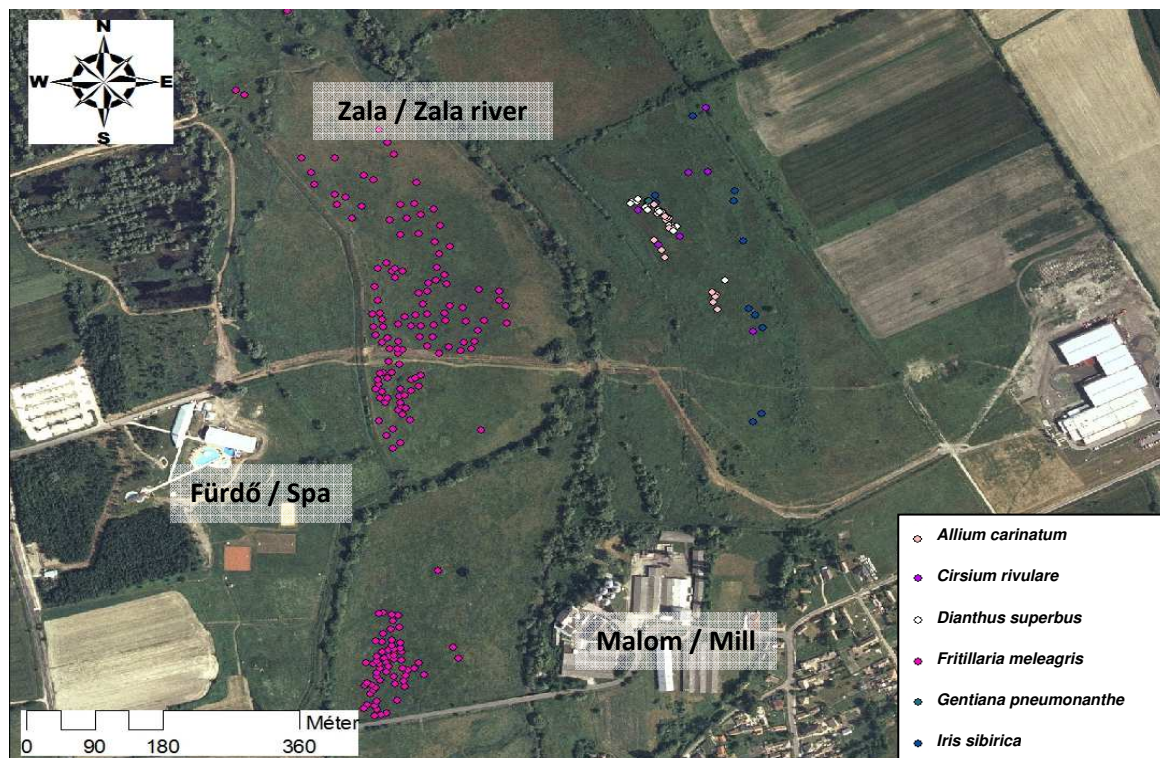 N
W E
S
Zala / Zala river
Fürdő / Spa
Malom / Mill
Allium carinatum
Cirsium rivulare
Dianthus superbus
Fritillaria meleagris
Gentiana pneumonanthe
Iris sibirica
Méter
0 90 180 360